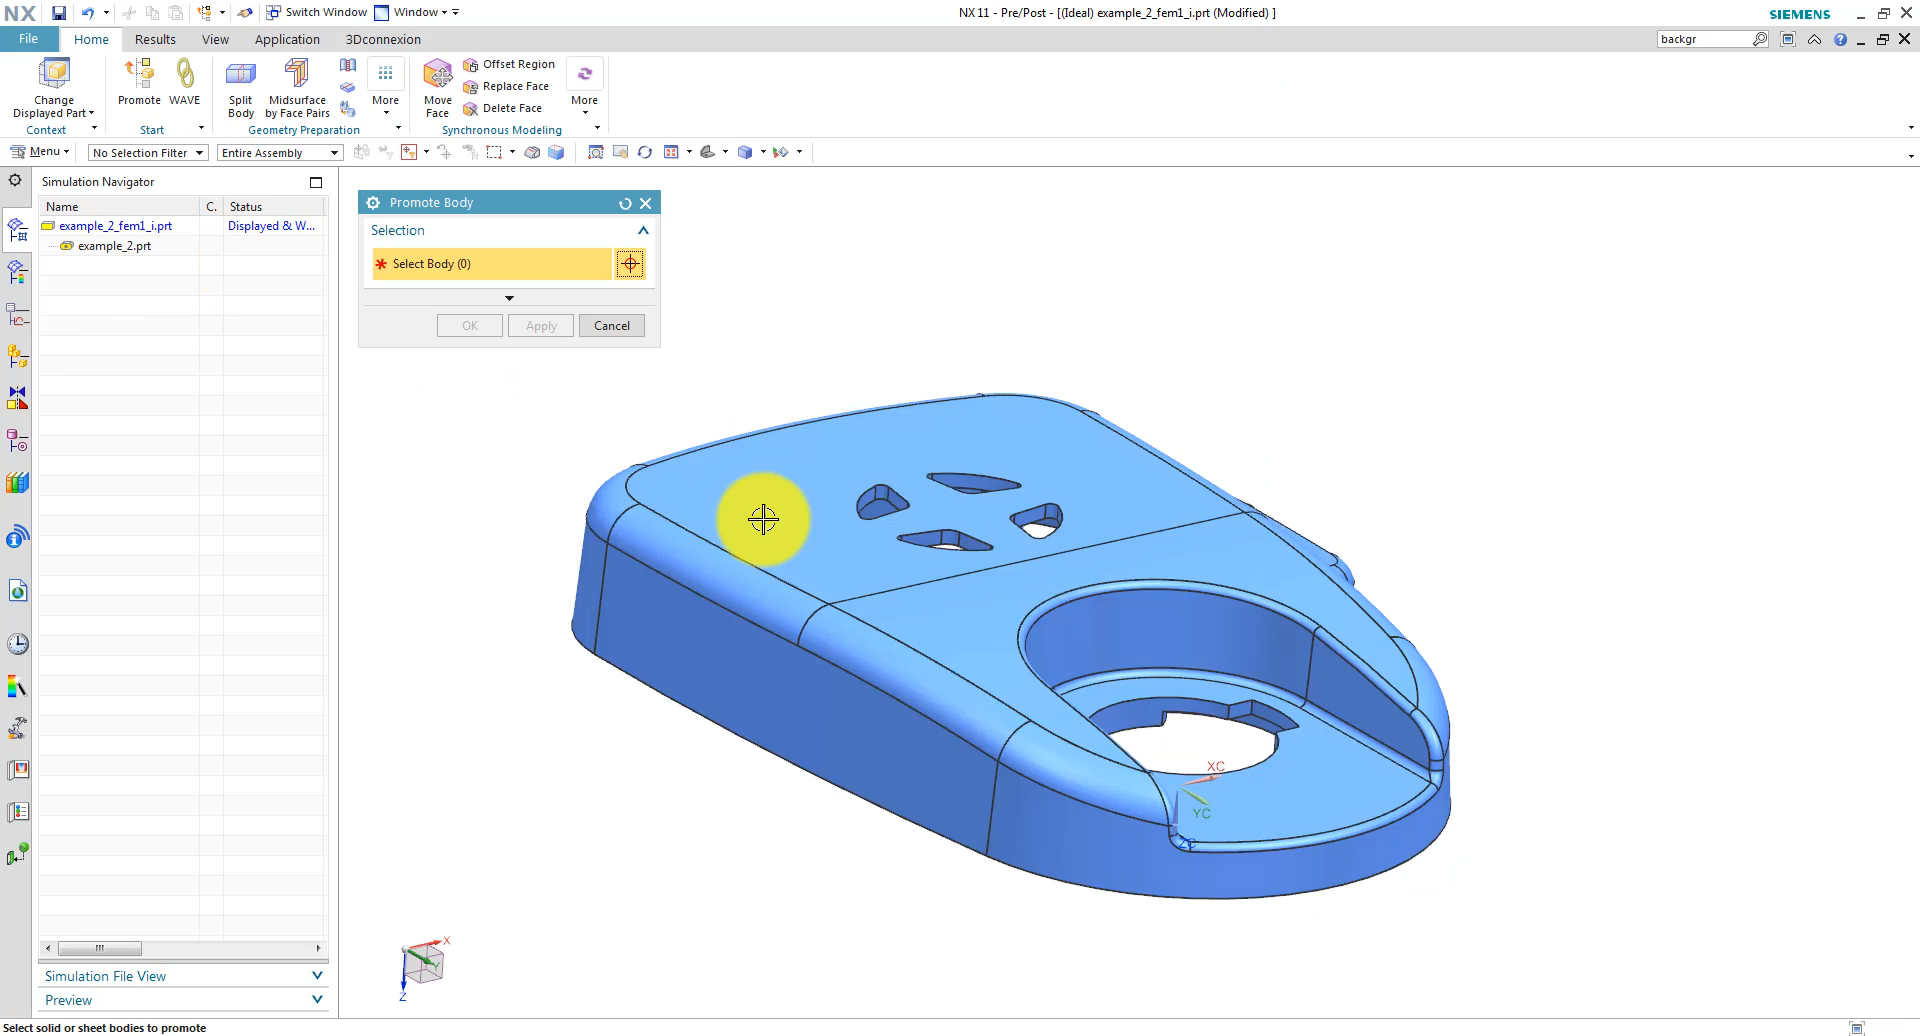 NX
Switch Window
Window
NX 11 - Pre/Post - [(Ideal) example_2_fem1_i.prt (Modified) ]
SIEMENS
File
Home
Results
View
Application
3Dconnexion
backgr
Change
Displayed Part
Context
Promote
WAVE
Start
Split
Body
Midsurface
by Face Pairs
More
Geometry Preparation
Move
Face
Offset Region
Replace Face
Delete Face
More
Synchronous Modeling
Menu
No Selection Filter
Entire Assembly
Simulation Navigator
Name
C.
Status
example_2_fem1_i.prt
Displayed & W...
example_2.prt
Promote Body
Selection
Select Body (0)
OK
Apply
Cancel
XC
YC
ZC
X
Y
Z
Simulation File View
Preview
Select solid or sheet bodies to promote